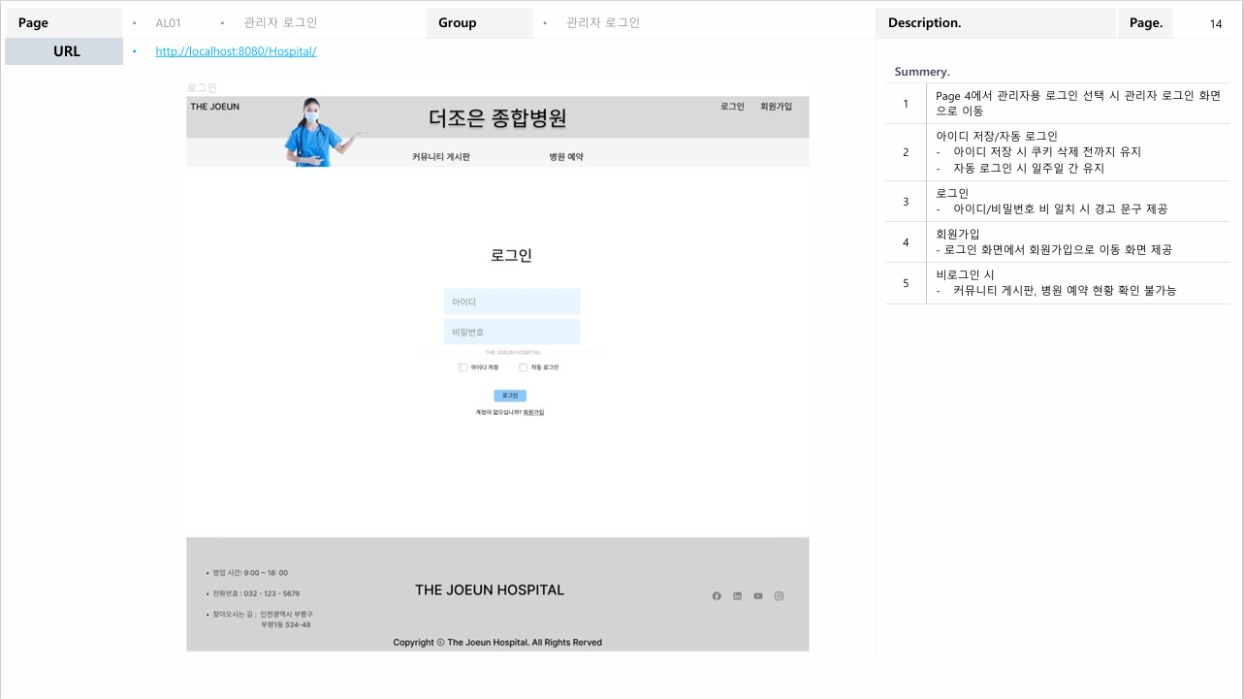 Page
• AL01
• 관리자 로그인
Group
• 관리자 로그인
Description.
Page.
14
URL
• http://localhost:8080/Hospital/
로그인
THE JOEUN
더조은 종합병원
로그인 회원가입
커뮤니티 게시판 병원 예약
로그인
아이디
비밀번호
THE JOEUN HOSPITAL
아이디 저장 자동 로그인
로그인
계정이 없으십니까? 회원가입
• 영업 시간: 9:00 ~ 18: 00
• 전화번호 : 032 - 123 - 5678
• 찾아오시는 길 : 인천광역시 부평구
부평1동 534-48
THE JOEUN HOSPITAL
Copyright ⓒ The Joeun Hospital. All Rights Rerved
Summery.
1
Page 4에서 관리자용 로그인 선택 시 관리자 로그인 화면
으로 이동
2
아이디 저장/자동 로그인
- 아이디 저장 시 쿠키 삭제 전까지 유지
- 자동 로그인 시 일주일 간 유지
3
로그인
- 아이디/비밀번호 비 일치 시 경고 문구 제공
4
회원가입
- 로그인 화면에서 회원가입으로 이동 화면 제공
5
비로그인 시
- 커뮤니티 게시판, 병원 예약 현황 확인 불가능